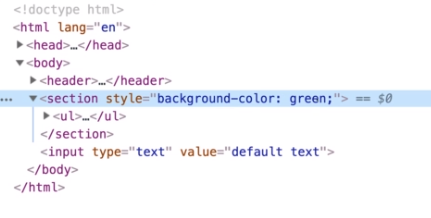 <!doctype html>
<html lang="en">
▶<head>…</head>
▼<body>
▶<header>…</header>
… ▼<section style="background-color: green;"> == $0
▶<ul>…</ul>
</section>
<input type="text" value="default text">
</body>
</html>